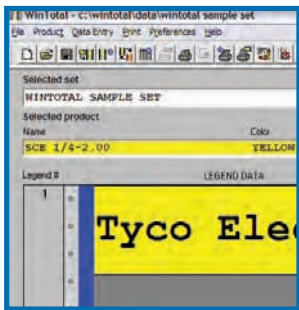 WinTotal - c:\wintotal\data\wintotal sample set
File Product Data Entry Print Preferences Help
Selected set
WINTOTAL SAMPLE SET
Selected product
Name Color
SCE 1/4-2.00 YELLOW
Legend # LEGEND DATA
1
Tyco Elec